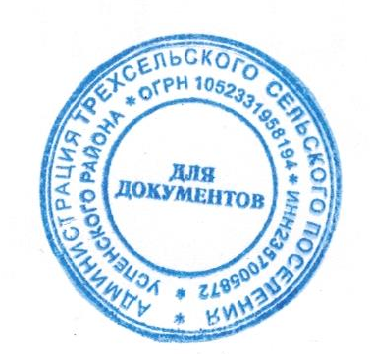 * АДМИНИСТРАЦИЯ ТРЕХСЕЛЬСКОГО СЕЛЬСКОГО ПОСЕЛЕНИЯ
* УСПЕНСКОГО РАЙОНА * ОГРН 1052331958194 * ИНН2357005872
ДЛЯ
ДОКУМЕНТОВ